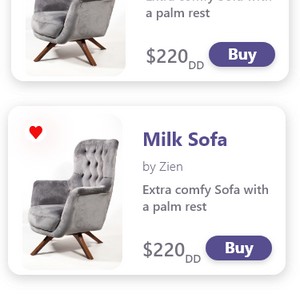 Extra comfy Sofa with
a palm rest
$220DD
Buy
Milk Sofa
by Zien
Extra comfy Sofa with
a palm rest
$220DD
Buy